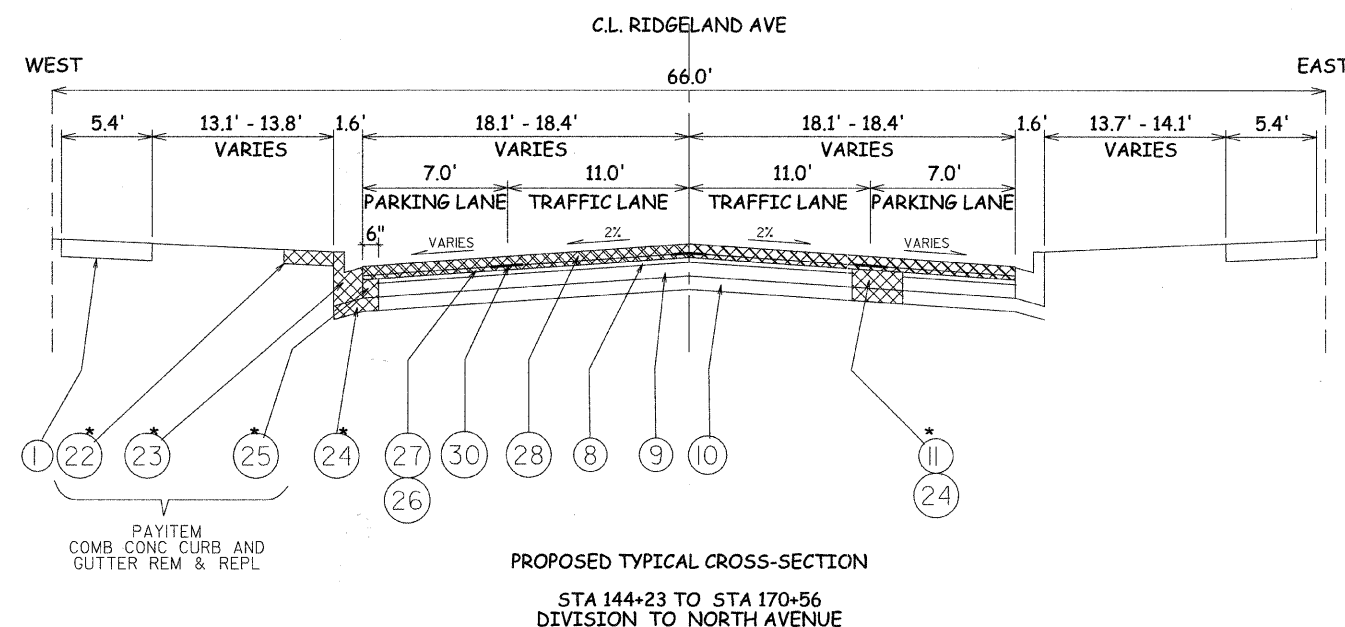 C.L. RIDGELAND AVE
WEST
EAST
66.0'
5.4'
13.1' - 13.8'
VARIES
1.6'
18.1' - 18.4'
VARIES
18.1' - 18.4'
VARIES
1.6'
13.7' - 14.1'
VARIES
5.4'
7.0'
11.0'
11.0'
7.0'
PARKING LANE
TRAFFIC LANE
TRAFFIC LANE
PARKING LANE
6"
VARIES
2%
2%
VARIES
1
*
22
*
23
*
25
*
24
27
26
30
28
8
9
10
*
11
24
PAYITEM
COMB CONC CURB AND
GUTTER REM & REPL
PROPOSED TYPICAL CROSS-SECTION
STA 144+23 TO STA 170+56
DIVISION TO NORTH AVENUE